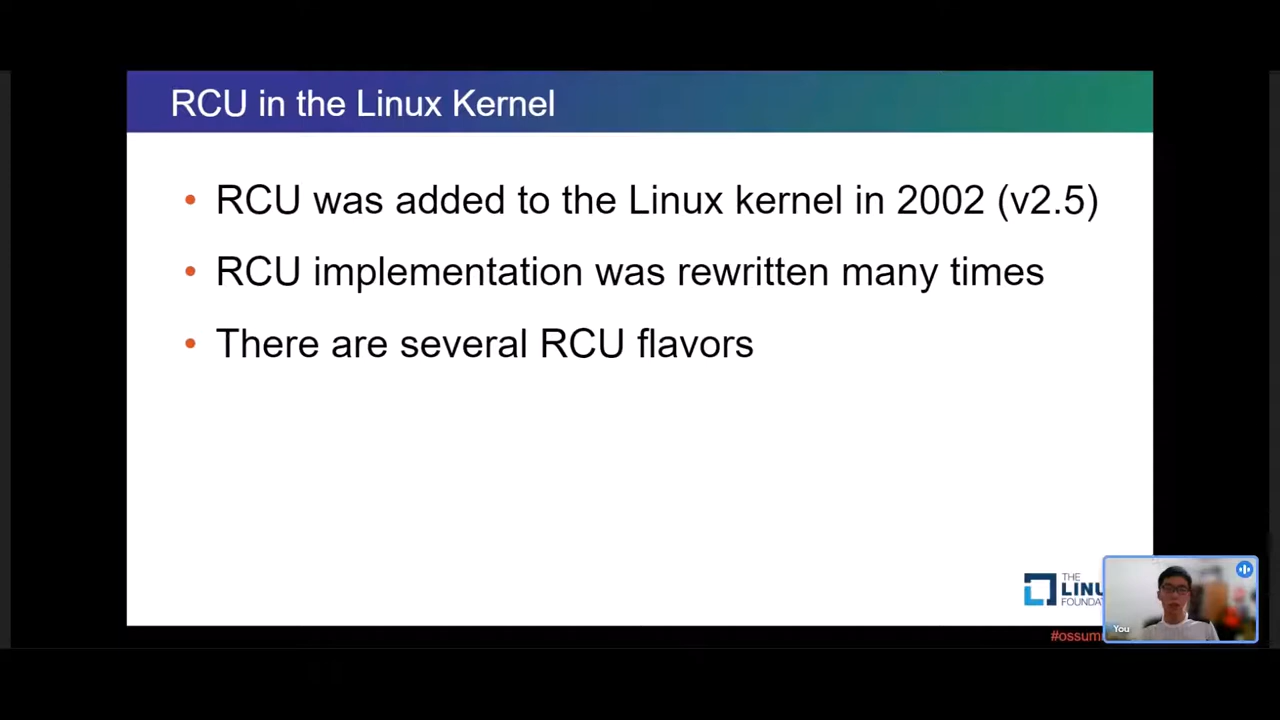 RCU in the Linux Kernel
• RCU was added to the Linux kernel in 2002 (v2.5)
• RCU implementation was rewritten many times
• There are several RCU flavors
THE
You